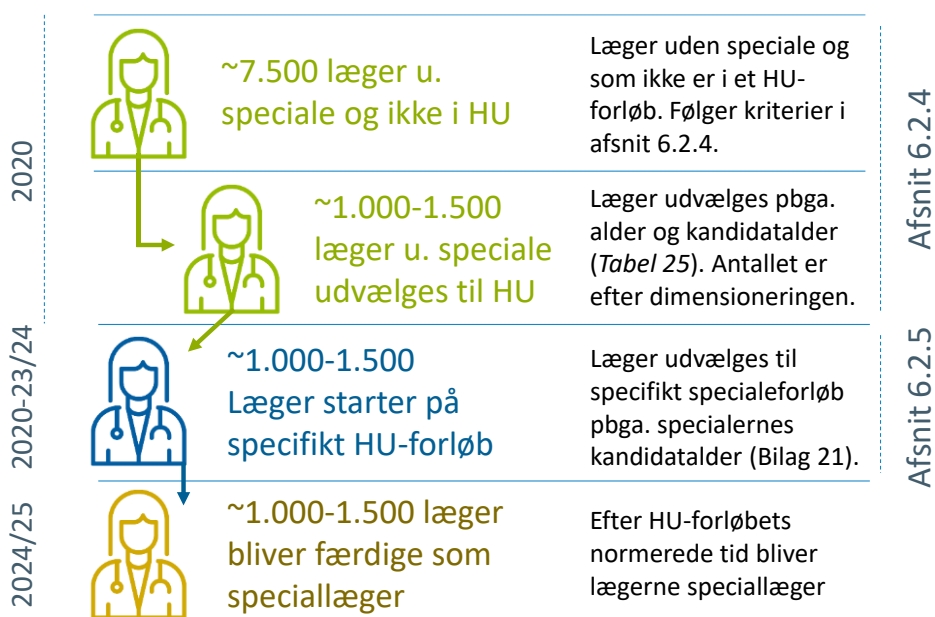 2020
~7.500 læger u.
speciale og ikke i HU
Læger uden speciale og
som ikke er i et HU-
forløb. Følger kriterier i
afsnit 6.2.4.
Afsnit 6.2.4
~1.000-1.500
læger u. speciale
udvælges til HU
Læger udvælges pbga.
alder og kandidatalder
(Tabel 25). Antallet er
efter dimensioneringen.
2020-23/24
~1.000-1.500
Læger starter på
specifikt HU-forløb
Læger udvælges til
specifikt specialeforløb
pbga. specialernes
kandidatalder (Bilag 21).
Afsnit 6.2.5
2024/25
~1.000-1.500 læger
bliver færdige som
speciallæger
Efter HU-forløbets
normerede tid bliver
lægerne speciallæger